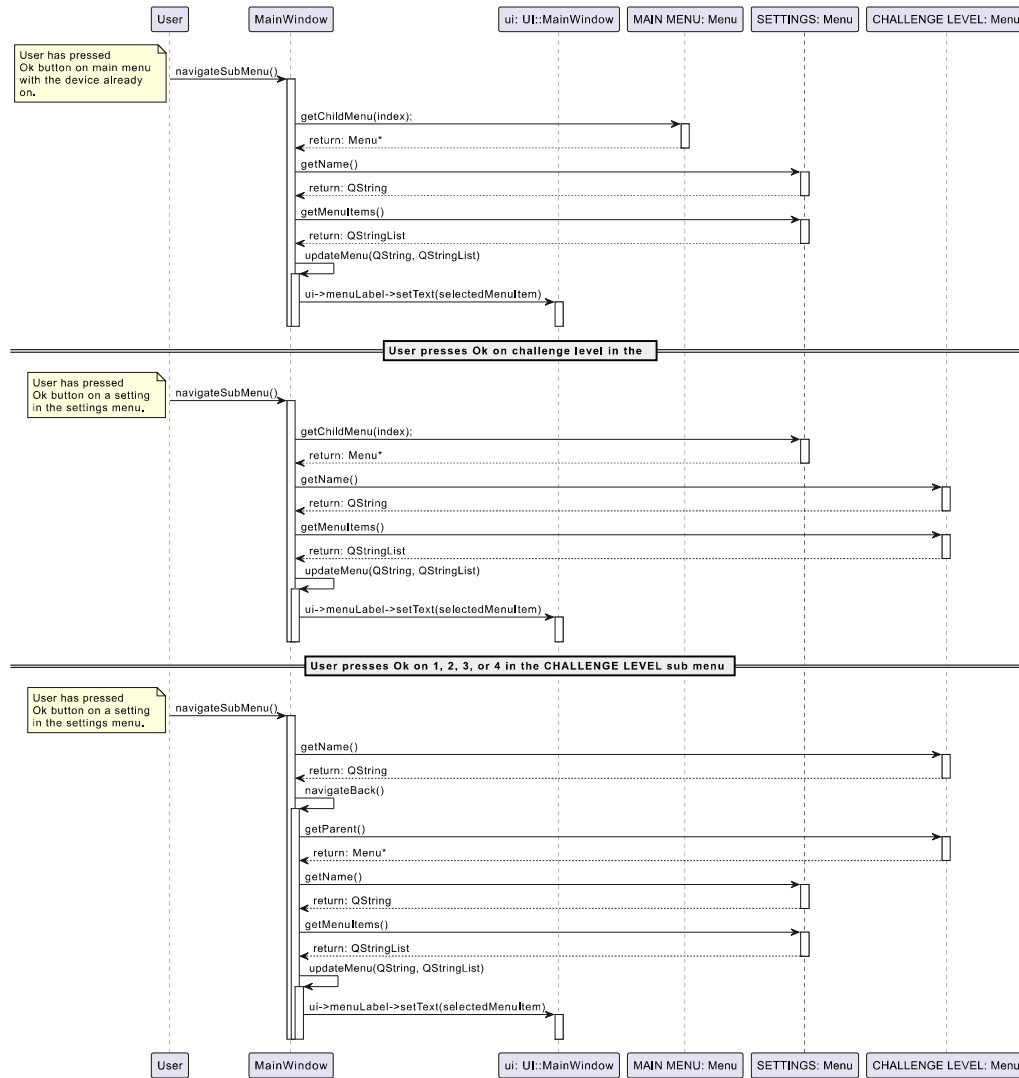 User
MainWindow
ui: UI::MainWindow
MAIN MENU: Menu
SETTINGS: Menu
CHALLENGE LEVEL: Menu
User has pressed
Ok button on main menu
with the device already
on.
navigateSubMenu()
getChildMenu(index);
return: Menu*
getName()
return: QString
getMenuItems()
return: QStringList
updateMenu(QString, QStringList)
ui->menuLabel->setText(selectedMenuItem)
User presses Ok on challenge level in the
User has pressed
Ok button on a setting
in the settings menu.
navigateSubMenu()
getChildMenu(index);
return: Menu*
getName()
return: QString
getMenuItems()
return: QStringList
updateMenu(QString, QStringList)
ui->menuLabel->setText(selectedMenuItem)
User presses Ok on 1, 2, 3, or 4 in the CHALLENGE LEVEL sub menu
User has pressed
Ok button on a setting
in the settings menu.
navigateSubMenu()
getName()
return: QString
navigateBack()
getParent()
return: Menu*
getName()
return: QString
getMenuItems()
return: QStringList
updateMenu(QString, QStringList)
ui->menuLabel->setText(selectedMenuItem)
User
MainWindow
ui: UI::MainWindow
MAIN MENU: Menu
SETTINGS: Menu
CHALLENGE LEVEL: Menu